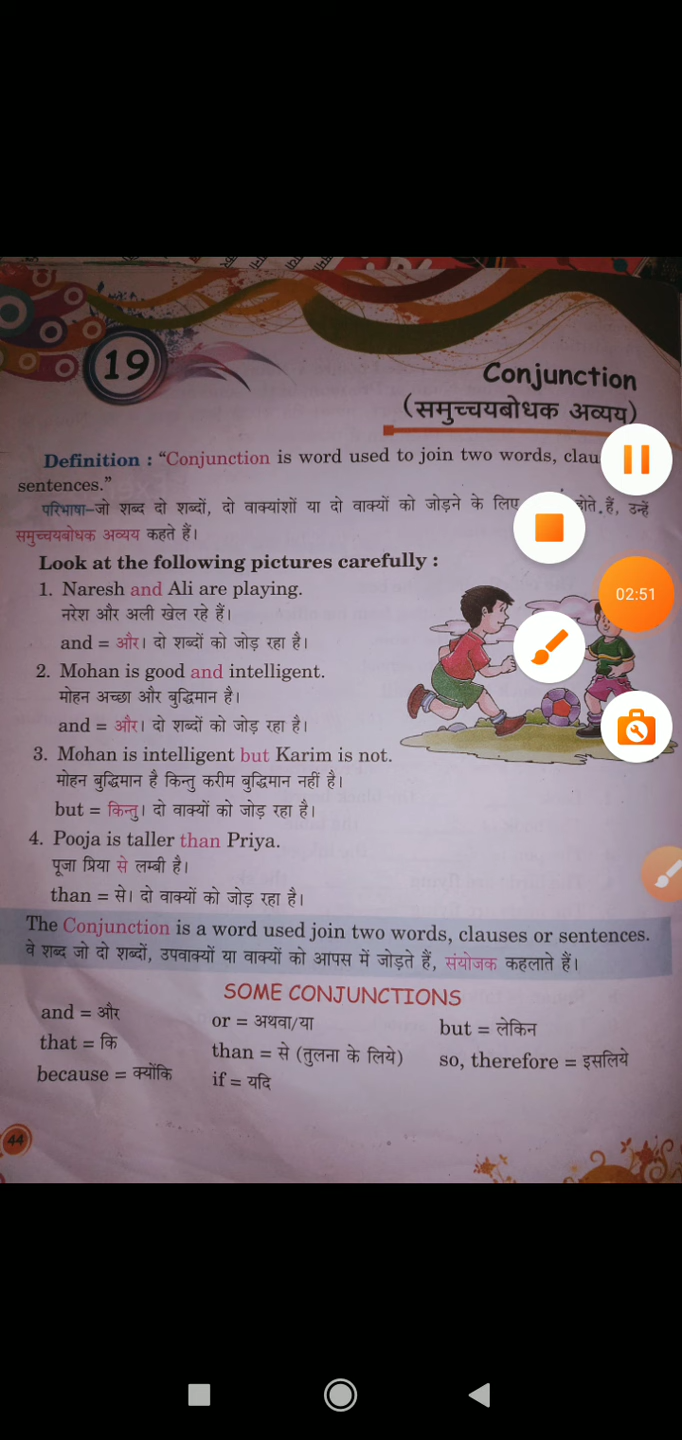 19
Conjunction
(समुच्चयबोधक अव्यय)
Definition : “Conjunction is word used to join two words,
sentences.”
परिभाषा–जो शब्द दो शब्दों, दो वाक्यांशों या दो वाक्यों को जोड़ने के लिए होते हैं, उन्हें
समुच्चयबोधक अव्यय कहते हैं।
Look at the following pictures carefully :
1. Naresh and Ali are playing.
नरेश और अली खेल रहे हैं।
and = और। दो शब्दों को जोड़ रहा है।
2. Mohan is good and intelligent.
मोहन अच्छा और बुद्धिमान है।
and = और। दो शब्दों को जोड़ रहा है।
3. Mohan is intelligent but Karim is not.
मोहन बुद्धिमान है किन्तु करीम बुद्धिमान नहीं है।
but = किन्तु। दो वाक्यों को जोड़ रहा है।
4. Pooja is taller than Priya.
पूजा प्रिया से लम्बी है।
than = से। दो वाक्यों को जोड़ रहा है।
The Conjunction is a word used join two words, clauses or sentences.
वे शब्द जो दो शब्दों, उपवाक्यों या वाक्यों को आपस में जोड़ते हैं, संयोजक कहलाते हैं।
SOME CONJUNCTIONS
and = और or = अथवा/या but = लेकिन
that = कि than = से (तुलना के लिये) so, therefore = इसलिये
because = क्योंकि if = यदि
44
02:51